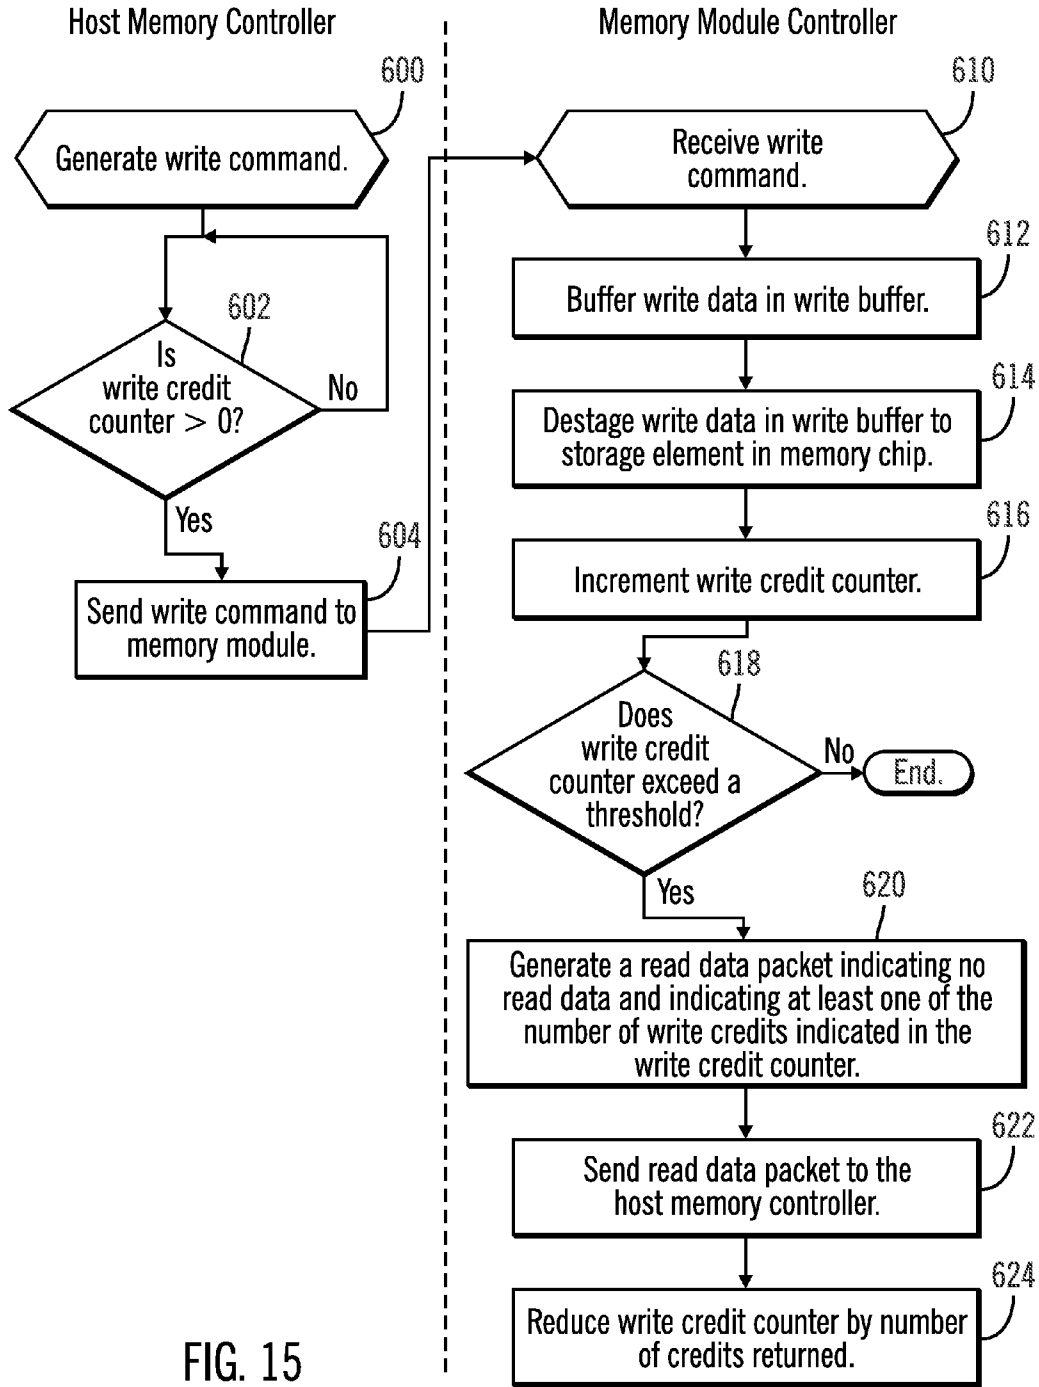 Host Memory Controller
Memory Module Controller
600
Generate write command.
602
Is
write credit
counter > 0?
No
Yes
604
Send write command to
memory module.
610
Receive write
command.
612
Buffer write data in write buffer.
614
Destage write data in write buffer to
storage element in memory chip.
616
Increment write credit counter.
618
Does
write credit
counter exceed a
threshold?
No
End.
Yes
620
Generate a read data packet indicating no
read data and indicating at least one of the
number of write credits indicated in the
write credit counter.
622
Send read data packet to the
host memory controller.
624
Reduce write credit counter by number
of credits returned.
FIG. 15